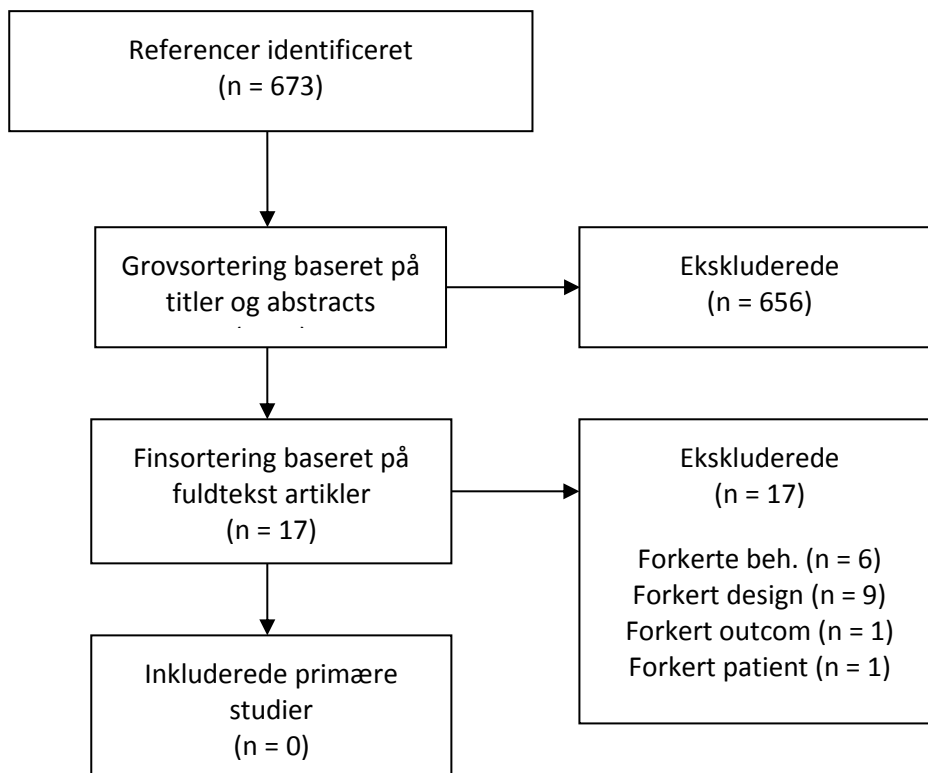 Referencer identificeret
(n = 673)
Grovsortering baseret på
titler og abstracts
Ekskluderede
(n = 656)
Finsortering baseret på
fuldtekst artikler
(n = 17)
Ekskluderede
(n = 17)
Forkerte beh. (n = 6)
Forkert design (n = 9)
Forkert outcom (n = 1)
Forkert patient (n = 1)
Inkluderede primære
studier
(n = 0)